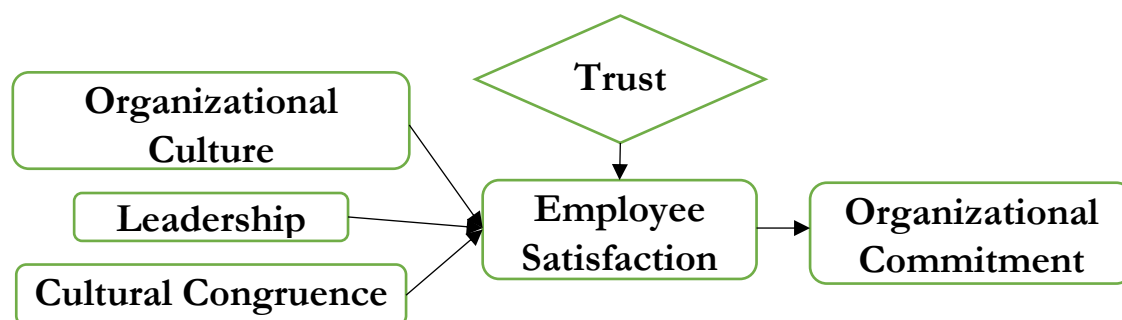 Trust
Organizational
Culture
Leadership
Employee
Satisfaction
Organizational
Commitment
Cultural Congruence